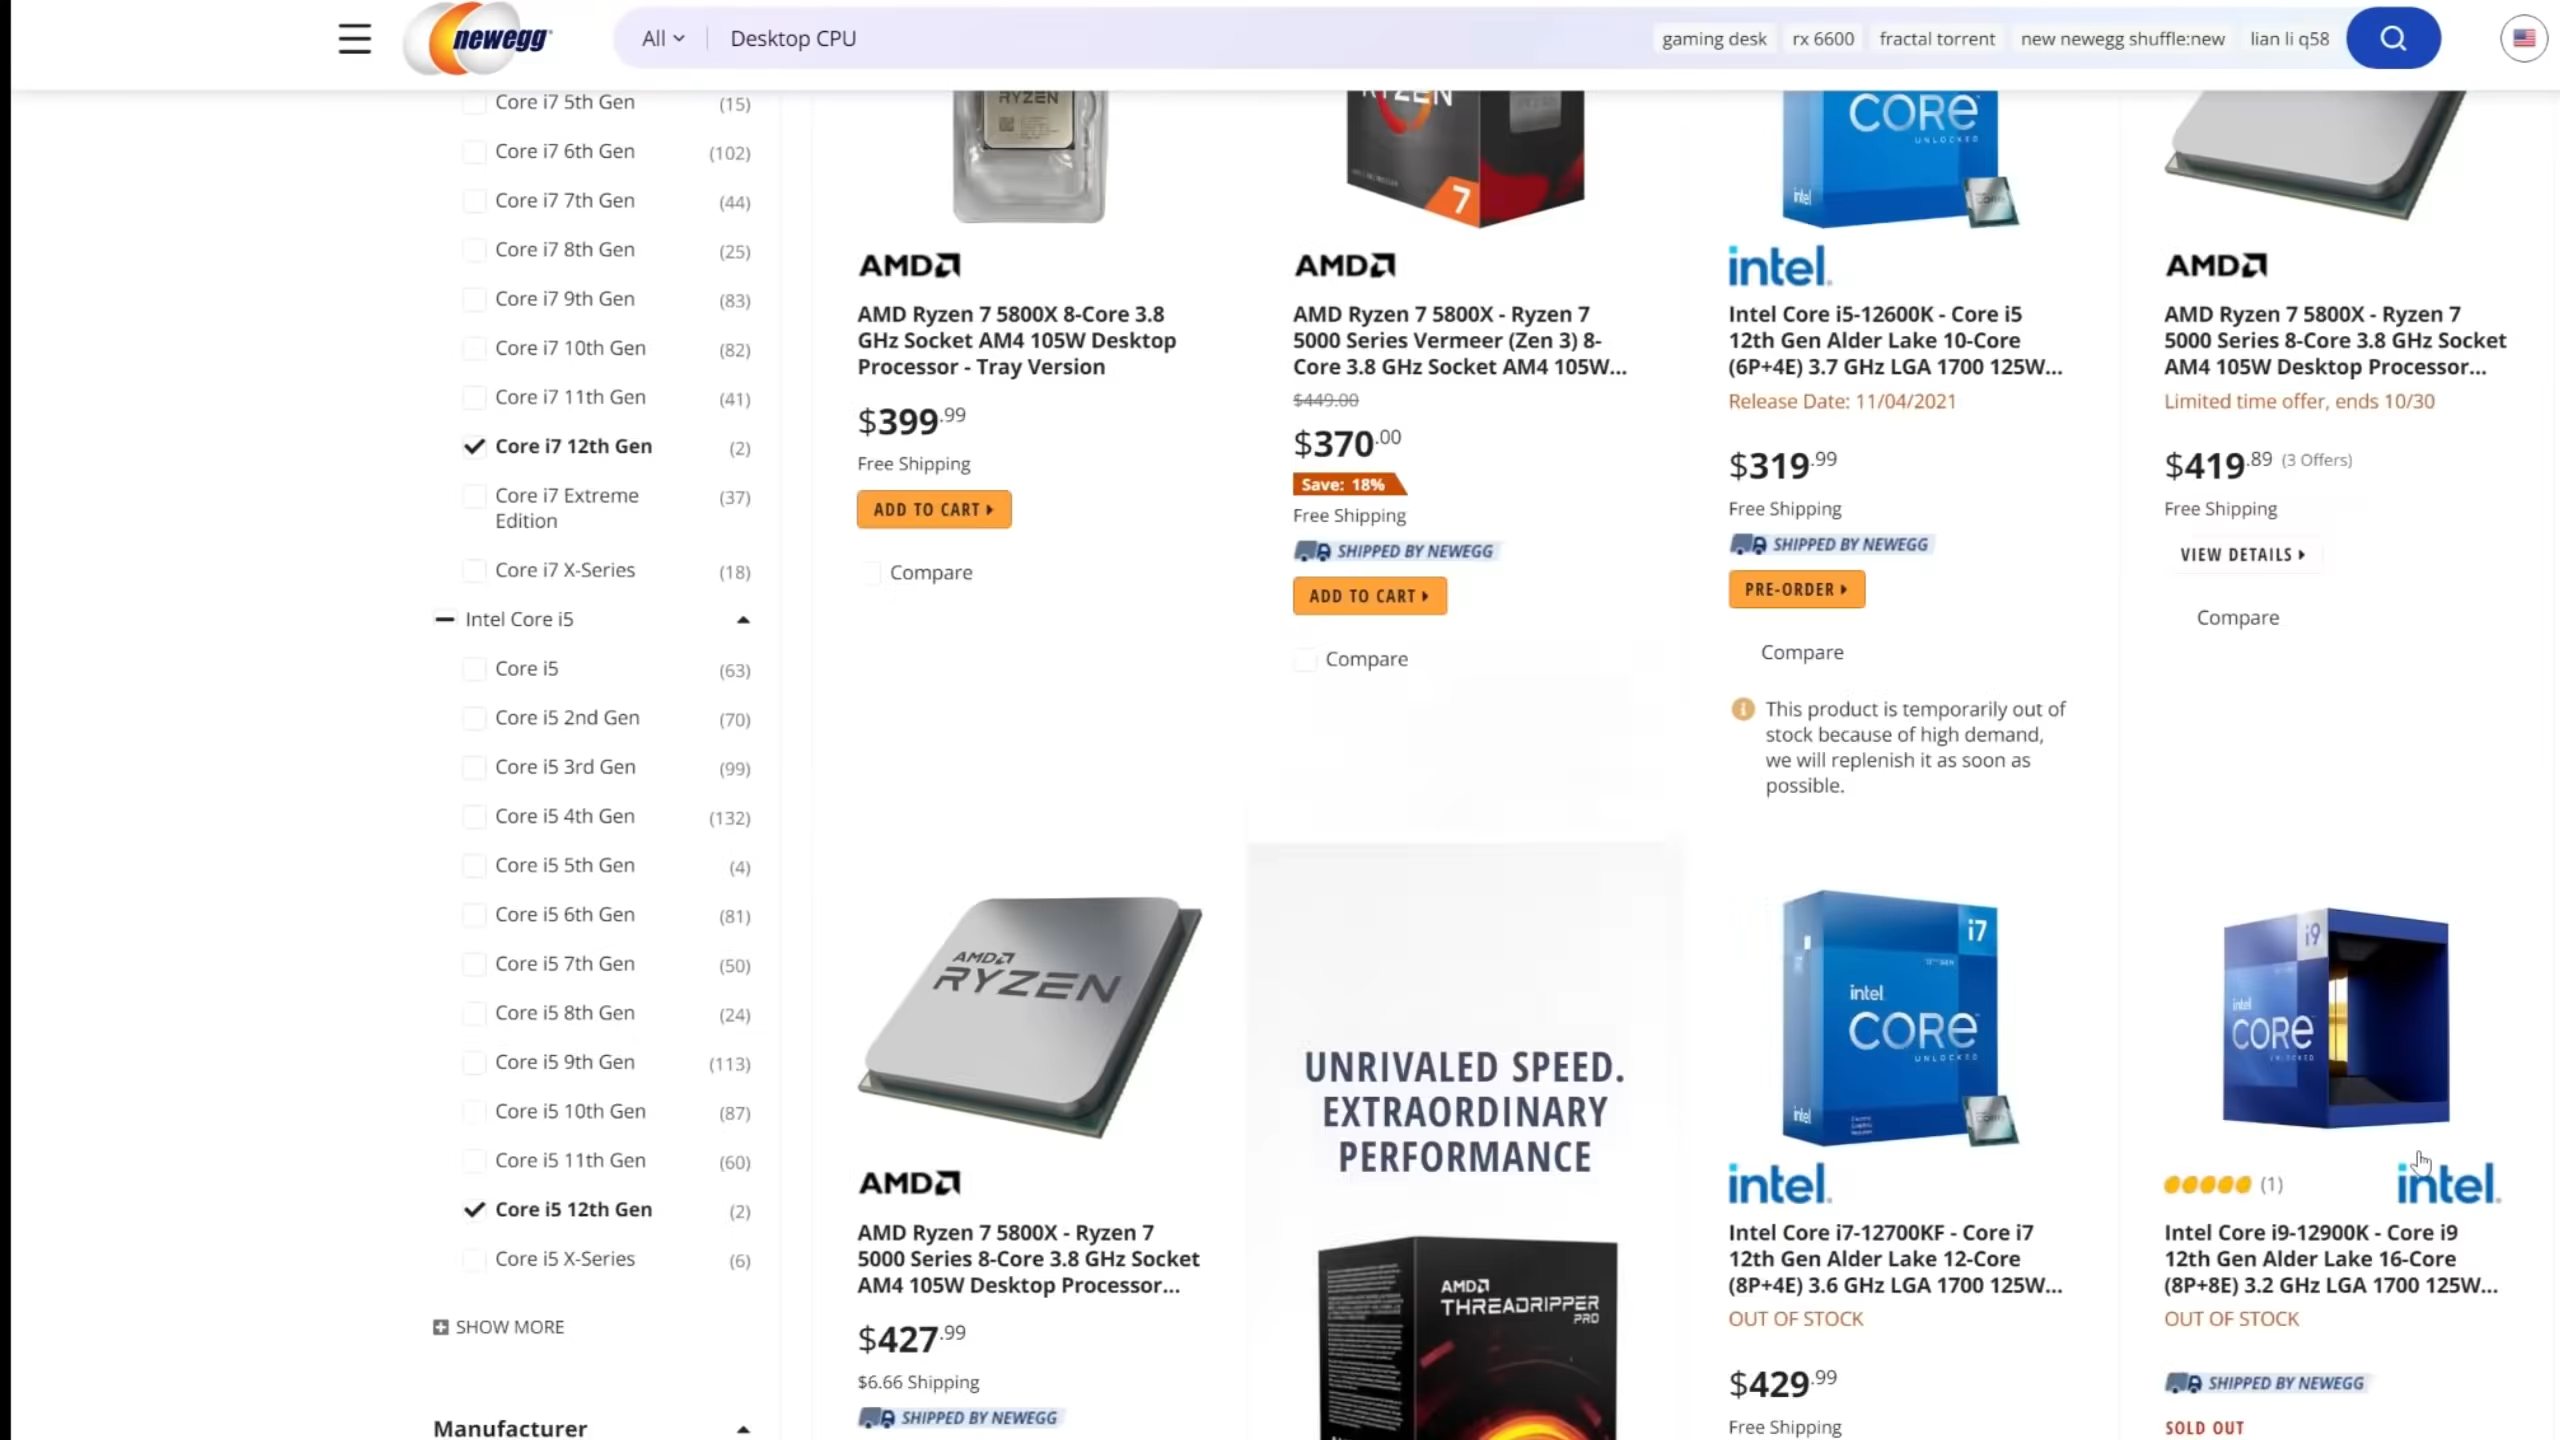 newegg
All
Desktop CPU
gaming desk
rx 6600
fractal torrent
new newegg shuffle:new
lian li q58
Core i7 5th Gen (15)
Core i7 6th Gen (102)
Core i7 7th Gen (44)
Core i7 8th Gen (25)
Core i7 9th Gen (83)
Core i7 10th Gen (82)
Core i7 11th Gen (41)
Core i7 12th Gen (2)
Core i7 Extreme
Edition (37)
Core i7 X-Series (18)
Intel Core i5
Core i5 (63)
Core i5 2nd Gen (70)
Core i5 3rd Gen (99)
Core i5 4th Gen (132)
Core i5 5th Gen (4)
Core i5 6th Gen (81)
Core i5 7th Gen (50)
Core i5 8th Gen (24)
Core i5 9th Gen (113)
Core i5 10th Gen (87)
Core i5 11th Gen (60)
Core i5 12th Gen (2)
Core i5 X-Series (6)
SHOW MORE
Manufacturer
RYZEN
AMD
AMD Ryzen 7 5800X 8-Core 3.8
GHz Socket AM4 105W Desktop
Processor - Tray Version
$399.99
Free Shipping
ADD TO CART
Compare
RYZEN
7
AMD
AMD Ryzen 7 5800X - Ryzen 7
5000 Series Vermeer (Zen 3) 8-
Core 3.8 GHz Socket AM4 105W...
$449.00
$370.00
Save: 18%
Free Shipping
SHIPPED BY NEWEGG
ADD TO CART
Compare
CORE
UNLOCKED
intel
intel.
Intel Core i5-12600K - Core i5
12th Gen Alder Lake 10-Core
(6P+4E) 3.7 GHz LGA 1700 125W...
Release Date: 11/04/2021
$319.99
Free Shipping
SHIPPED BY NEWEGG
PRE-ORDER
Compare
This product is temporarily out of
stock because of high demand,
we will replenish it as soon as
possible.
AMD
AMD Ryzen 7 5800X - Ryzen 7
5000 Series 8-Core 3.8 GHz Socket
AM4 105W Desktop Processor...
Limited time offer, ends 10/30
$419.89 (3 Offers)
Free Shipping
VIEW DETAILS
Compare
AMD
RYZEN
AMD
AMD Ryzen 7 5800X - Ryzen 7
5000 Series 8-Core 3.8 GHz Socket
AM4 105W Desktop Processor...
$427.99
$6.66 Shipping
SHIPPED BY NEWEGG
UNRIVALED SPEED.
EXTRAORDINARY
PERFORMANCE
AMD
THREADRIPPER
PRO
i7
intel
CORE
UNLOCKED
intel
intel.
Intel Core i7-12700KF - Core i7
12th Gen Alder Lake 12-Core
(8P+4E) 3.6 GHz LGA 1700 125W...
OUT OF STOCK
$429.99
Free Shipping
i9
intel
CORE
UNLOCKED
(1)
intel.
Intel Core i9-12900K - Core i9
12th Gen Alder Lake 16-Core
(8P+8E) 3.2 GHz LGA 1700 125W...
OUT OF STOCK
SHIPPED BY NEWEGG
SOLD OUT